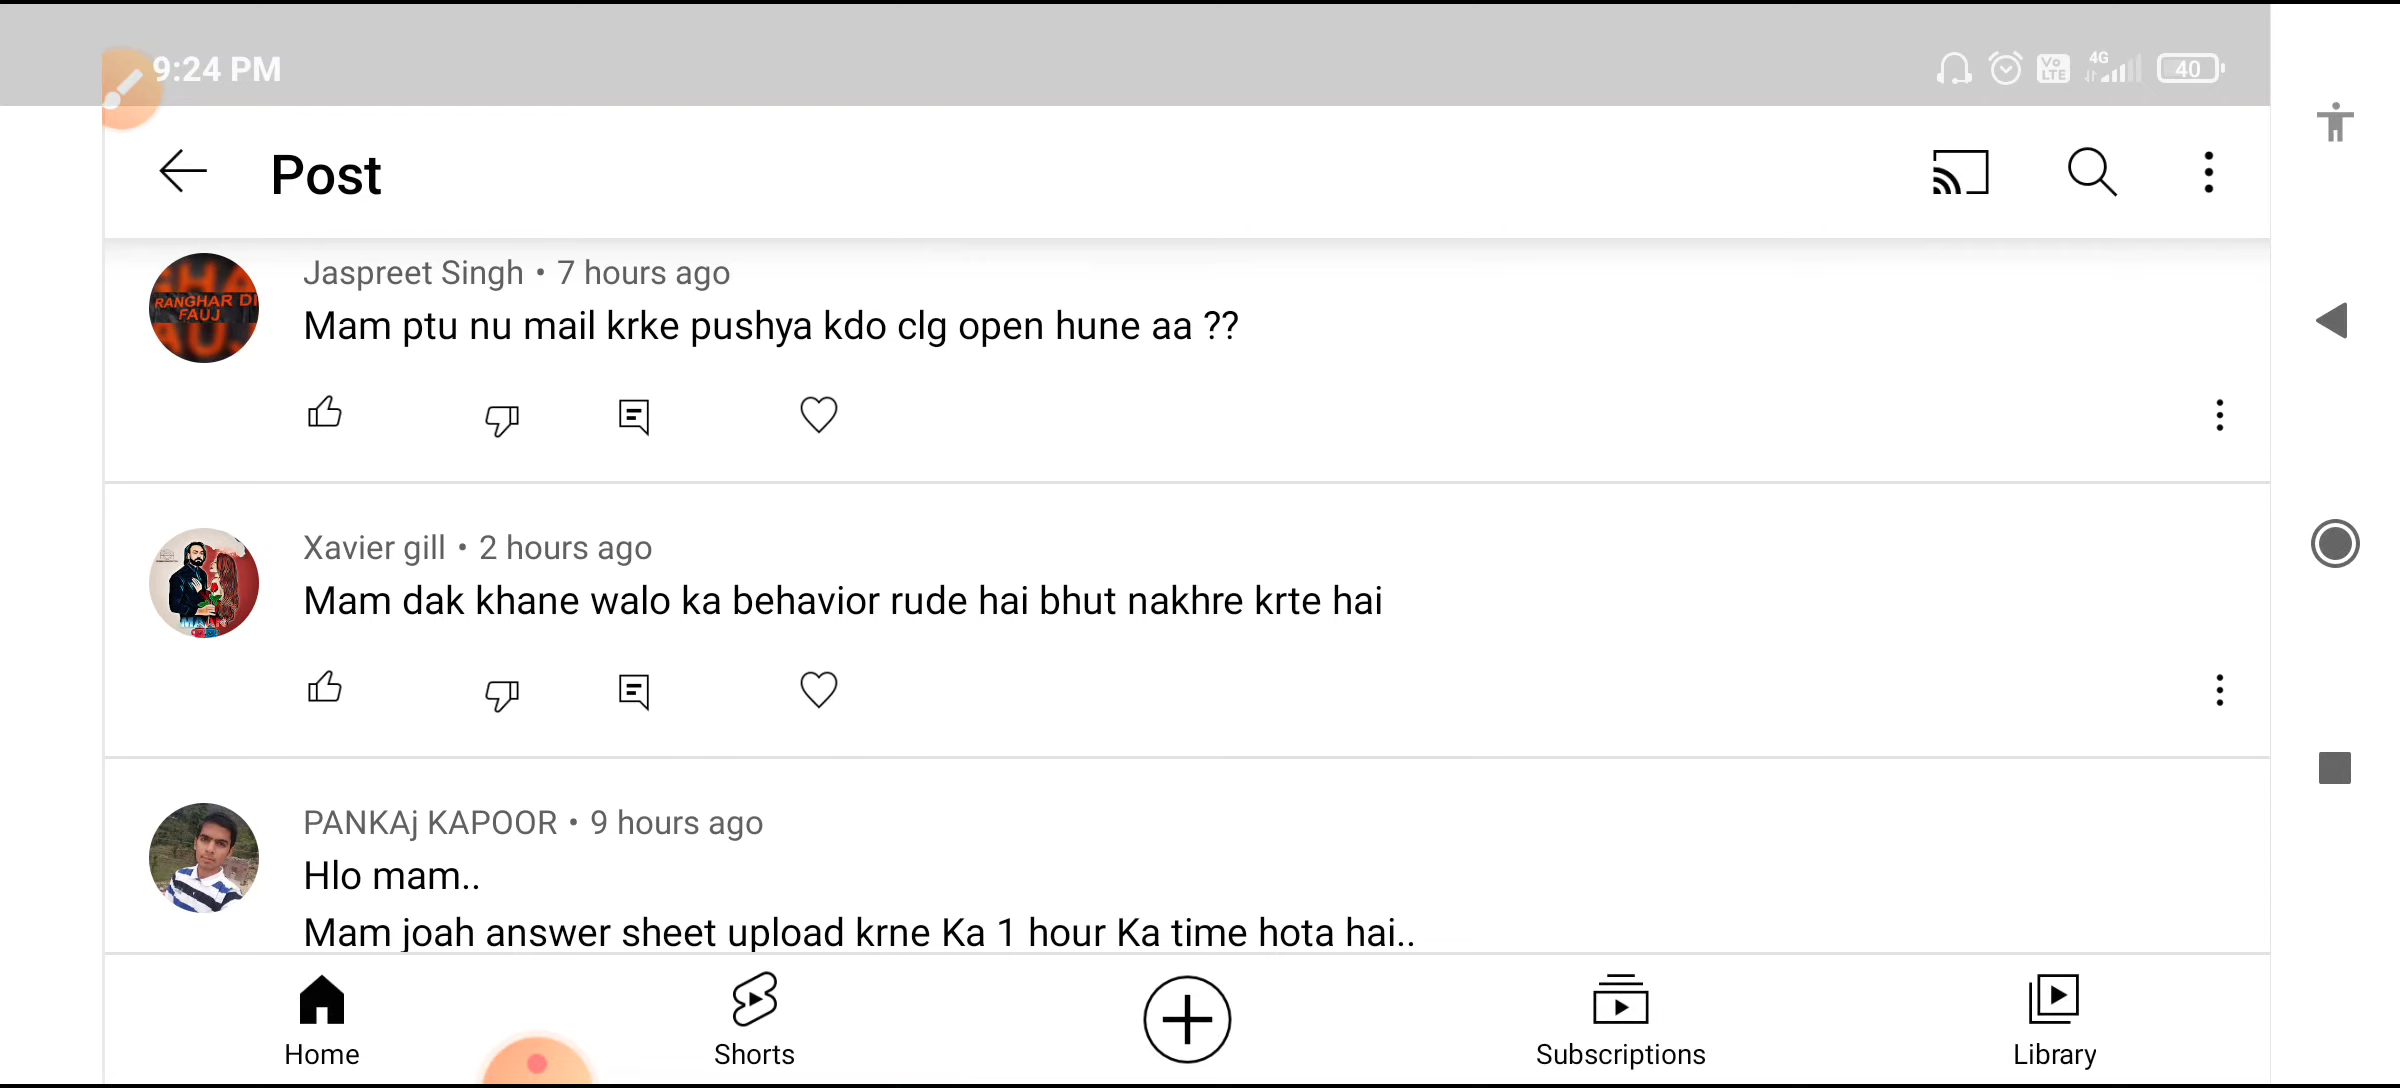 9:24 PM
Vo LTE
4G
40
Post
RANGHAR DI
FAUJ
Jaspreet Singh • 7 hours ago
Mam ptu nu mail krke pushya kdo clg open hune aa ??
Xavier gill • 2 hours ago
Mam dak khane walo ka behavior rude hai bhut nakhre krte hai
PANKAj KAPOOR • 9 hours ago
Hlo mam..
Mam joah answer sheet upload krne Ka 1 hour Ka time hota hai..
Home
Shorts
Subscriptions
Library